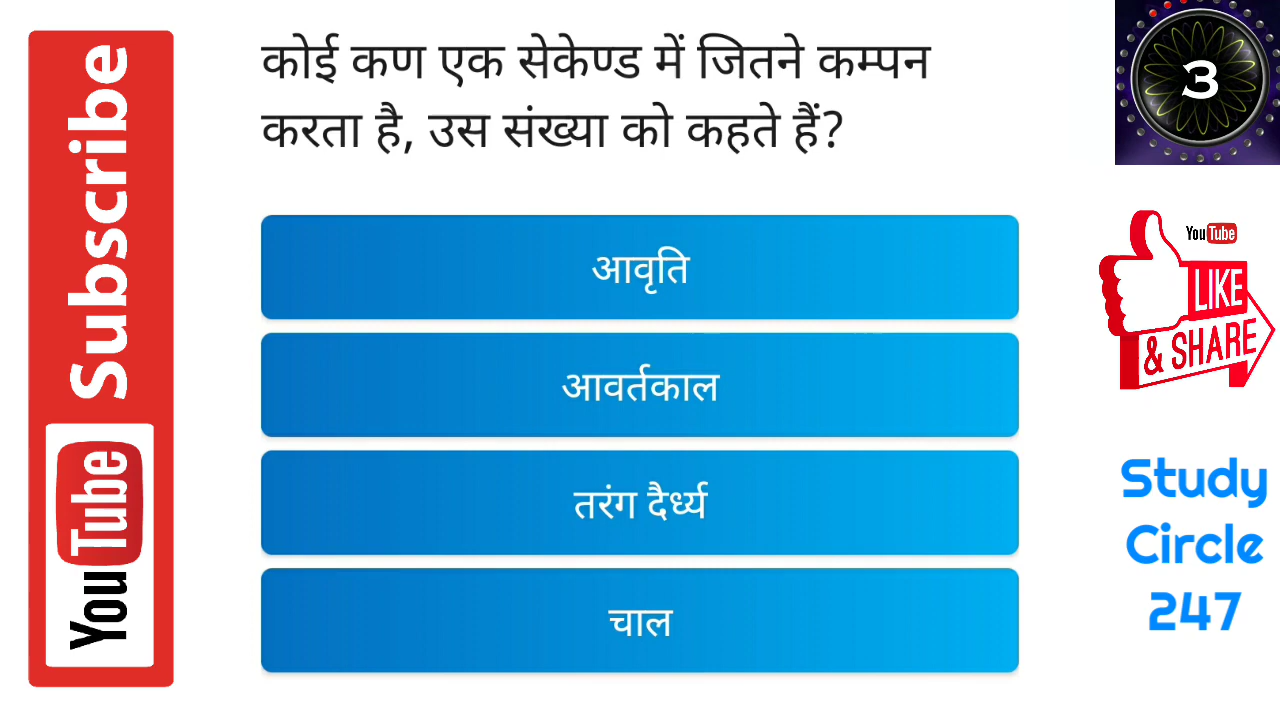 कोई कण एक सेकेण्ड में जितने कम्पन
करता है, उस संख्या को कहते हैं?
आवृति
आवर्तकाल
तरंग दैर्ध्य
चाल
YouTube Subscribe
3
YouTube
LIKE
& SHARE
Study
Circle
247